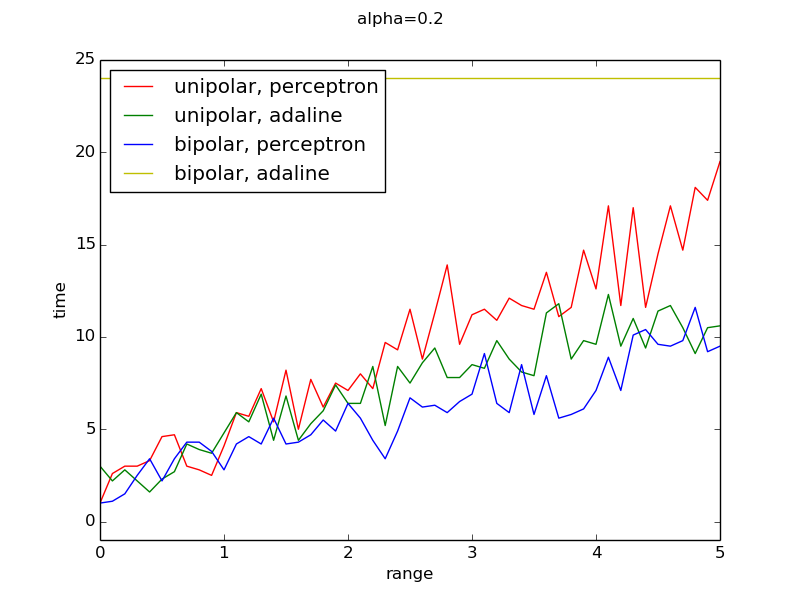 alpha=0.2
25
20
15
10
5
0
time
unipolar, perceptron
unipolar, adaline
bipolar, perceptron
bipolar, adaline
0 1 2 3 4 5
range